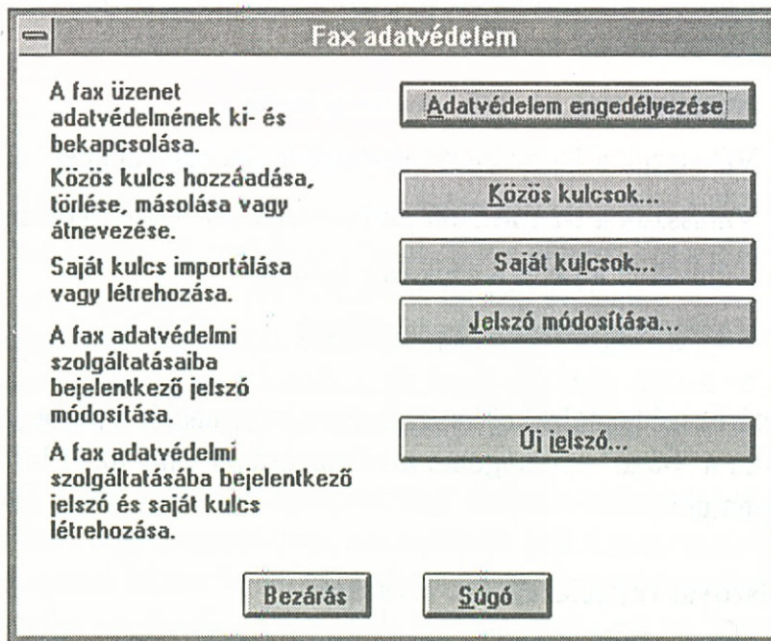 Fax adatvédelem
A fax üzenet
adatvédelmének ki- és
bekapcsolása.
Adatvédelem engedélyezése
Közös kulcs hozzáadása,
törlése, másolása vagy
átnevezése.
Közös kulcsok...
Saját kulcs importálása
vagy létrehozása.
Saját kulcsok...
A fax adatvédelmi
szolgáltatásaiba
bejelentkező jelszó
módosítása.
Jelszó módosítása...
A fax adatvédelmi
szolgáltatásába bejelentkező
jelszó és saját kulcs
létrehozása.
Új jelszó...
Bezárás
Súgó